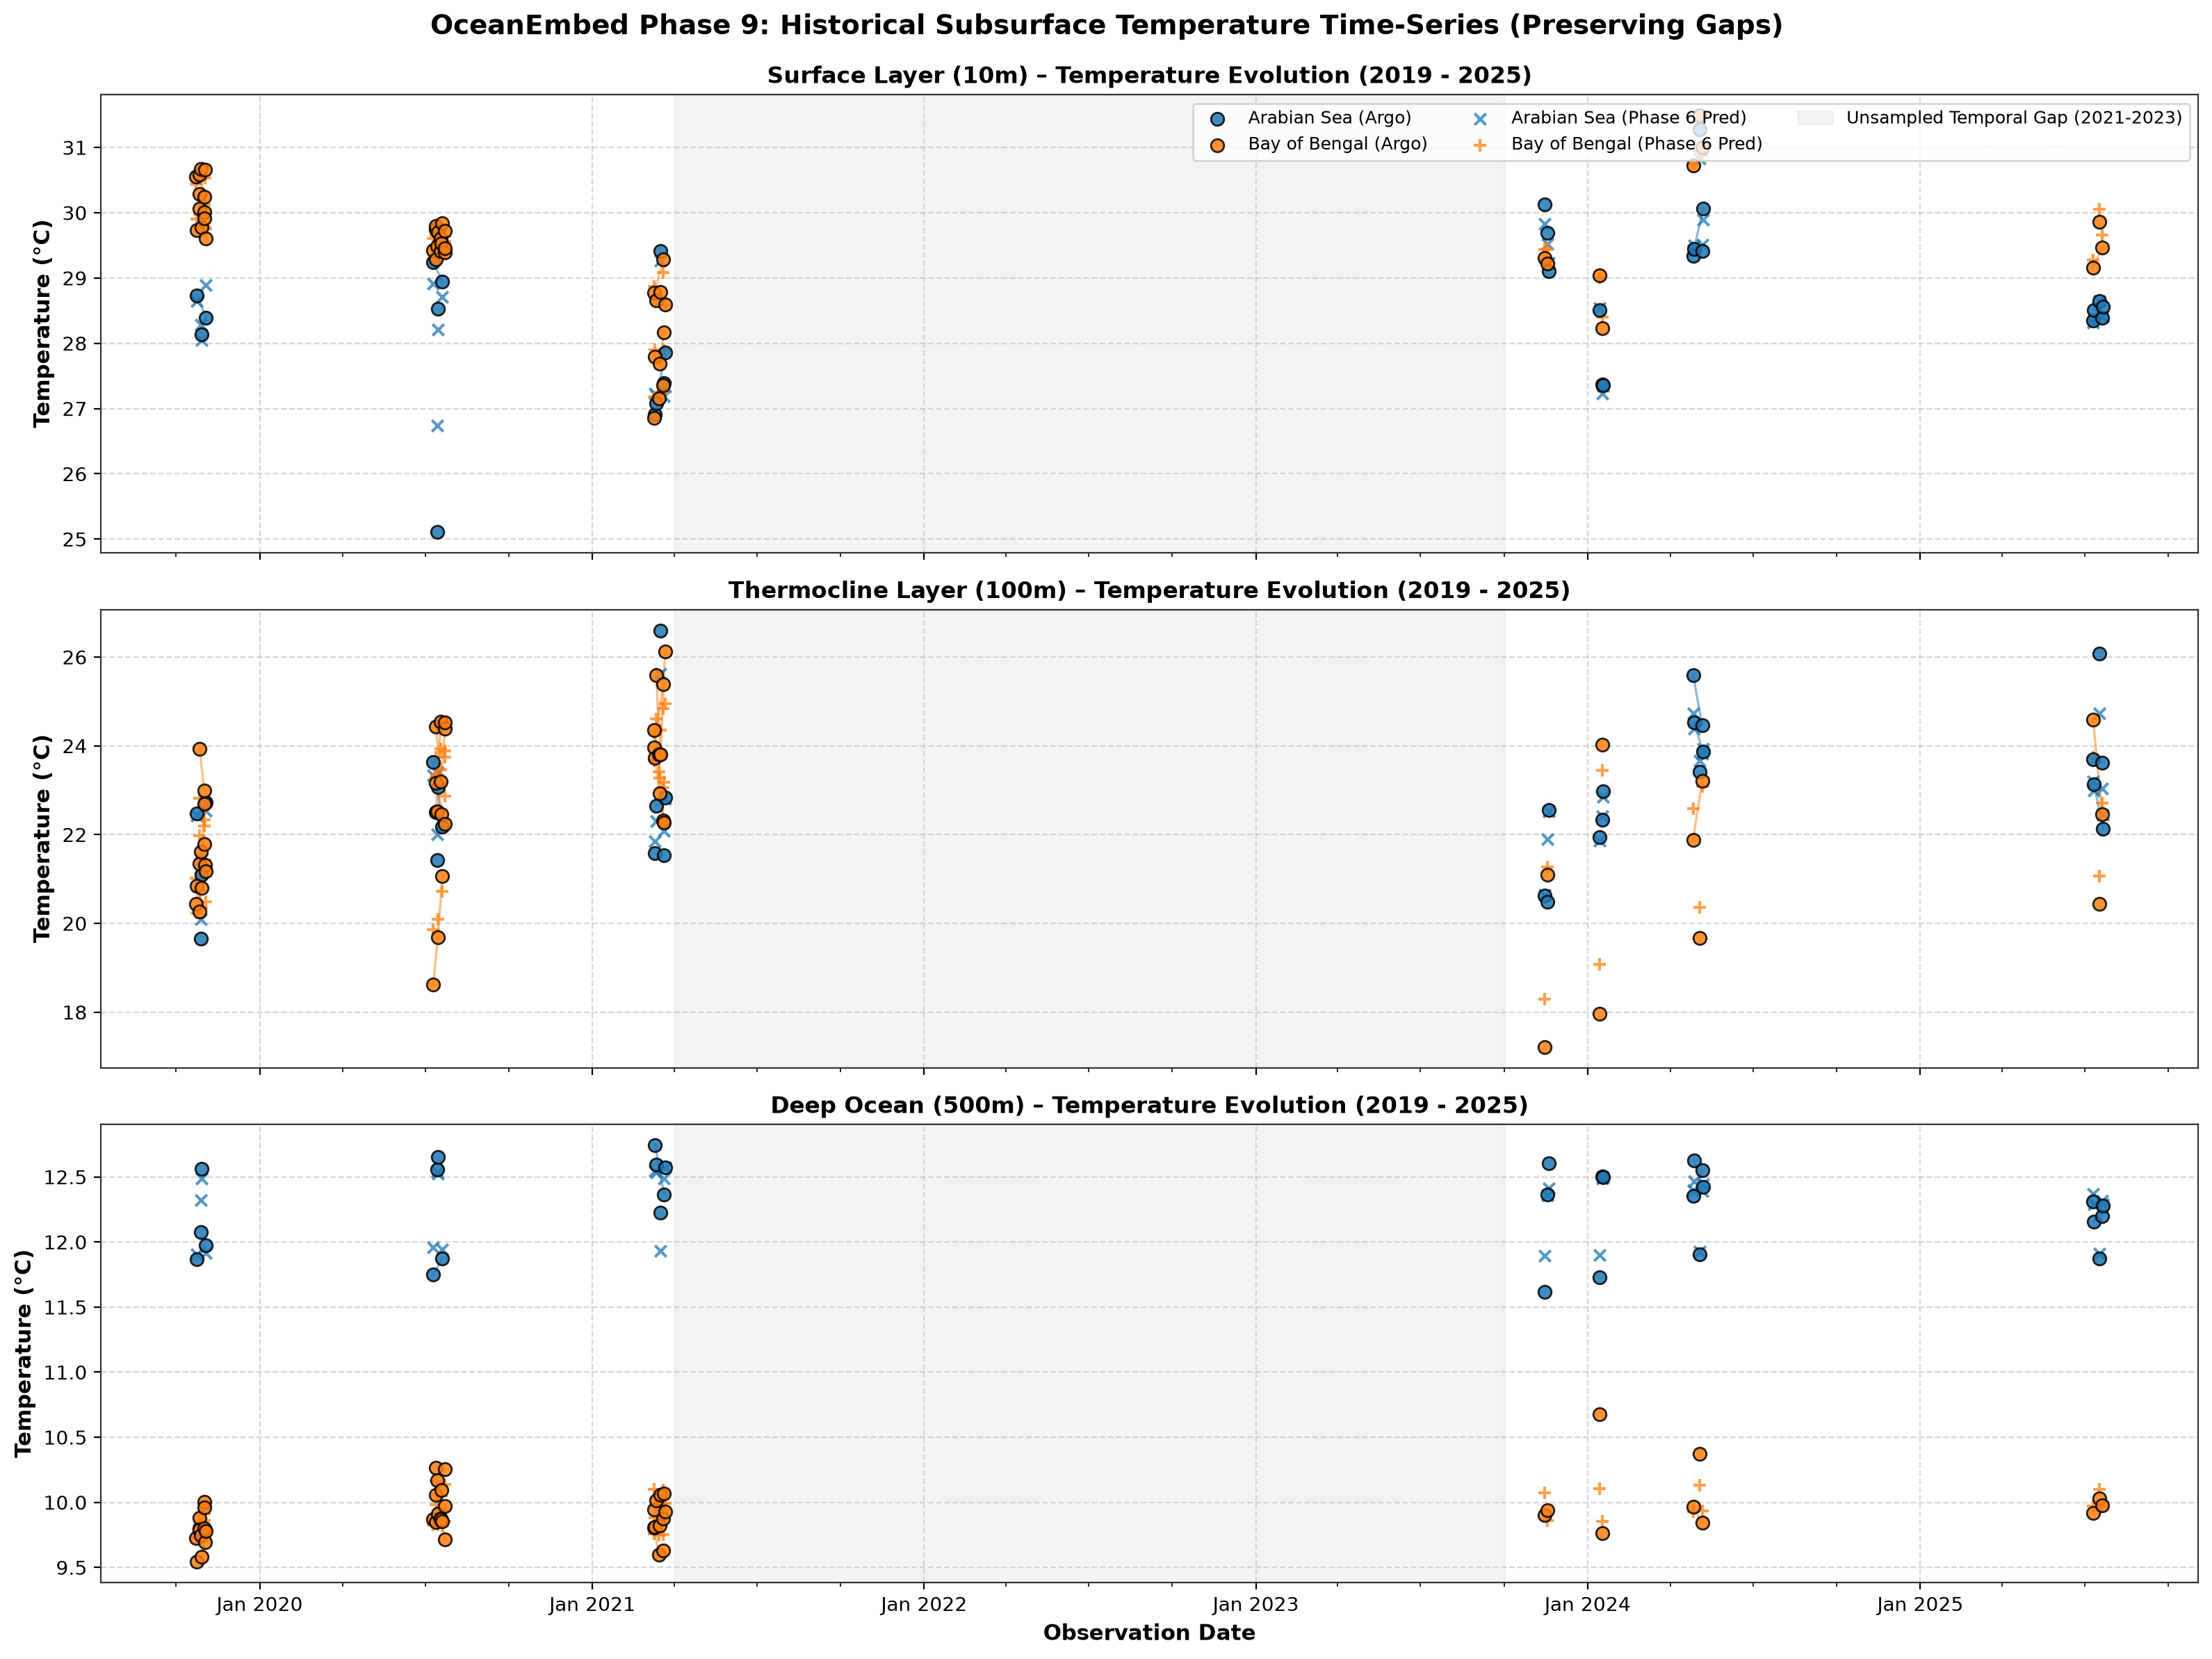 OceanEmbed Phase 9: Historical Subsurface Temperature Time-Series (Preserving Gaps)
Surface Layer (10m) – Temperature Evolution (2019 - 2025)
Arabian Sea (Argo)
Bay of Bengal (Argo)
Arabian Sea (Phase 6 Pred)
Bay of Bengal (Phase 6 Pred)
Unsampled Temporal Gap (2021-2023)
Temperature (°C)
31
30
29
28
27
26
25
Thermocline Layer (100m) – Temperature Evolution (2019 - 2025)
Temperature (°C)
26
24
22
20
18
Deep Ocean (500m) – Temperature Evolution (2019 - 2025)
Temperature (°C)
12.5
12.0
11.5
11.0
10.5
10.0
9.5
Jan 2020
Jan 2021
Jan 2022
Jan 2023
Jan 2024
Jan 2025
Observation Date